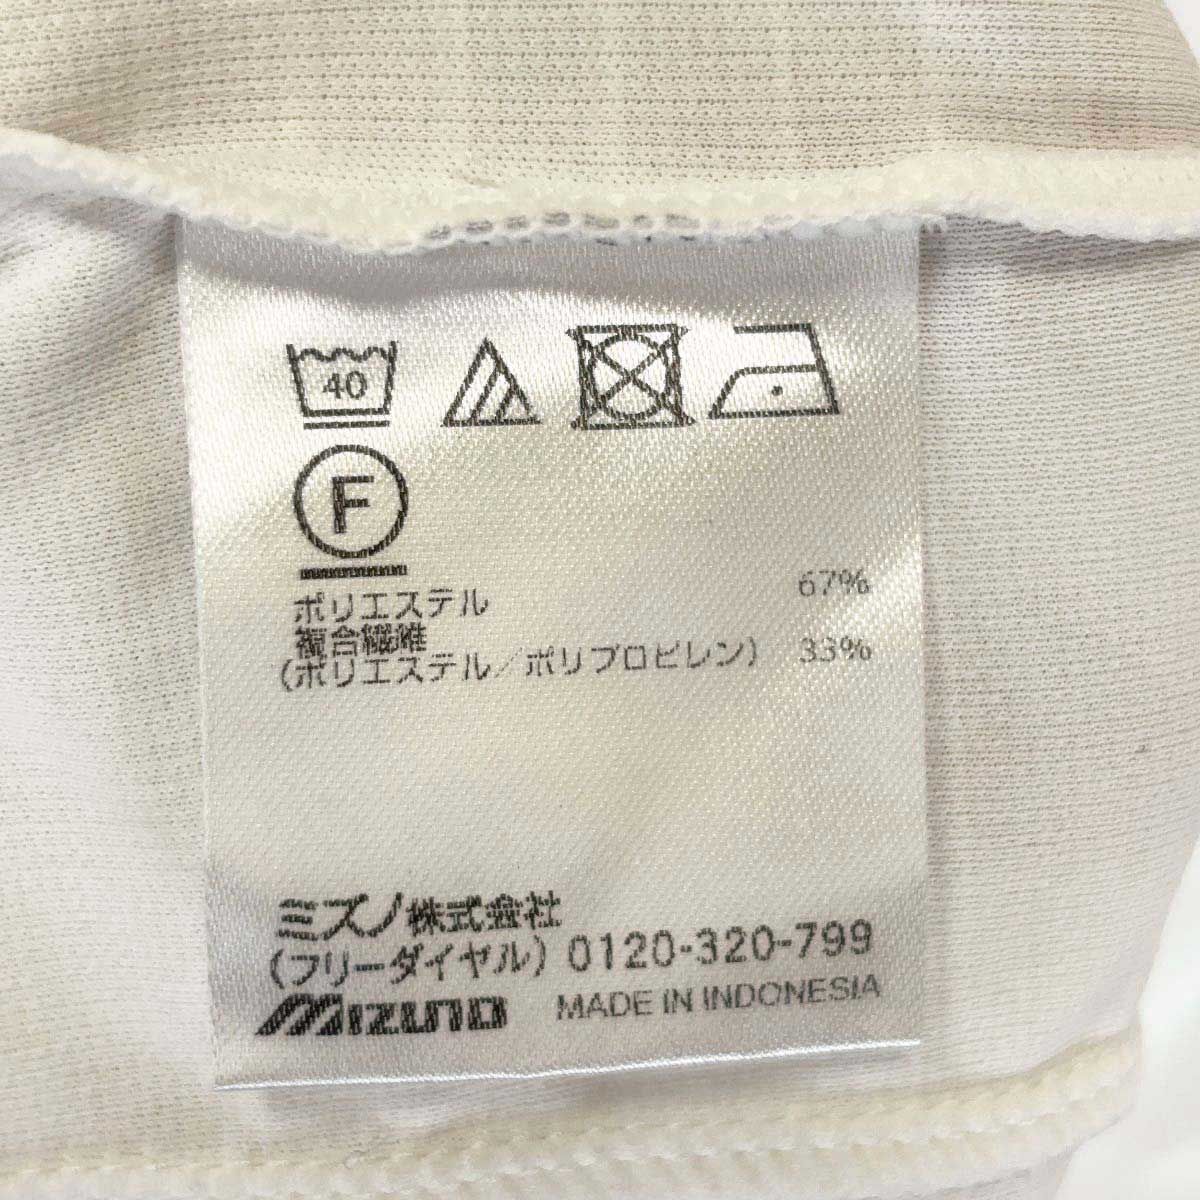 40
F
ポリエステル 67%
複合繊維
(ポリエステル/ポリプロピレン) 33%
ミズノ株式会社
(フリーダイヤル) 0120-320-799
MIZUNO MADE IN INDONESIA